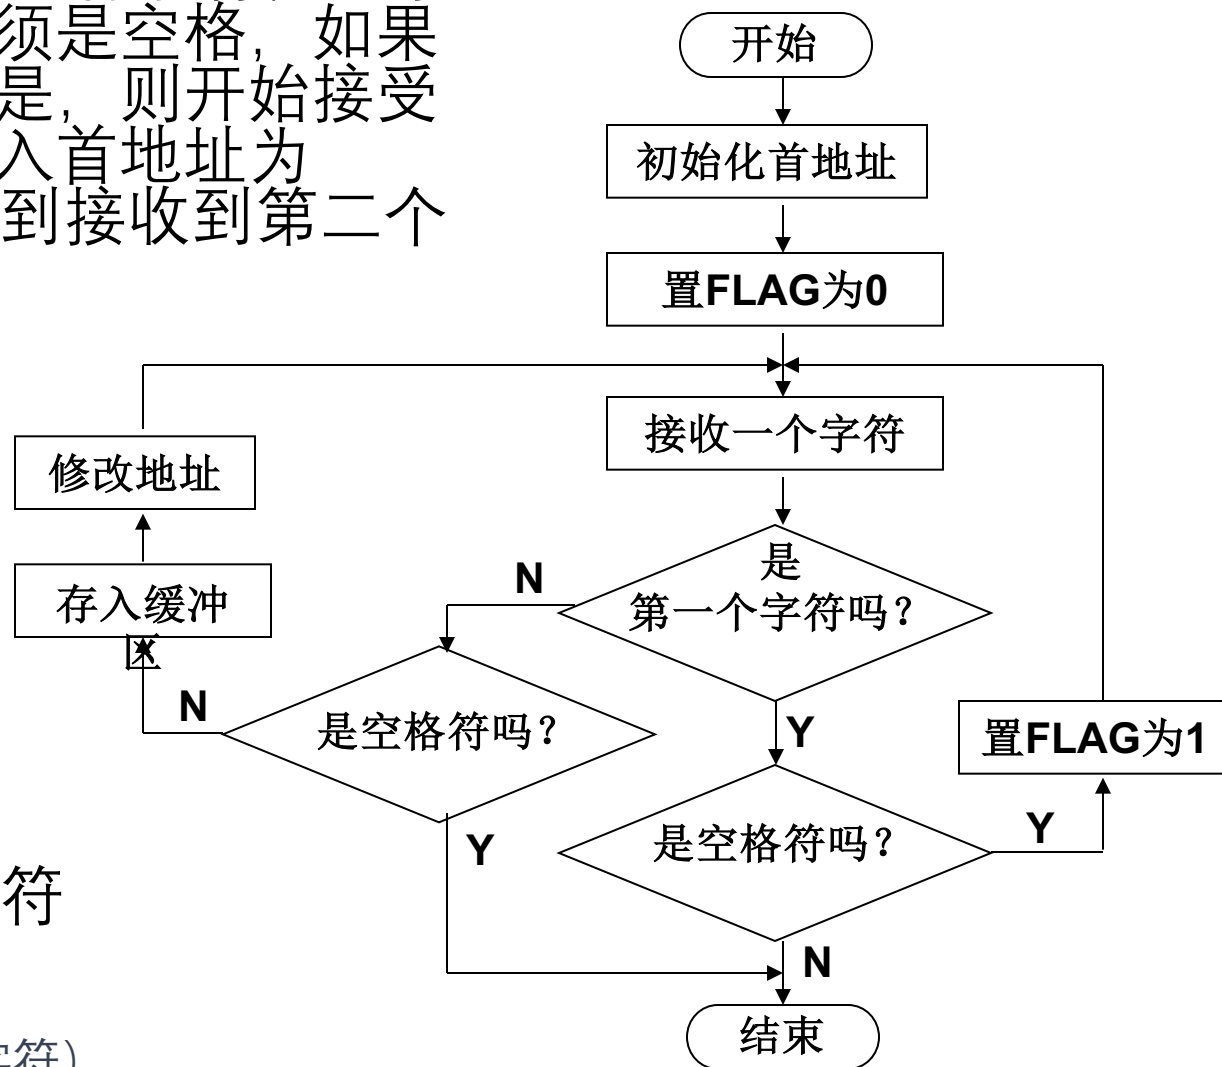 须是空格，如果
是，则开始接受
入首地址为
到接收到第二个
开始
初始化首地址
置FLAG为0
接收一个字符
修改地址
是
第一个字符吗？
N
存入缓冲
区
N
是空格符吗？
Y
置FLAG为1
Y
是空格符吗？
Y
符
N
结束
字符）